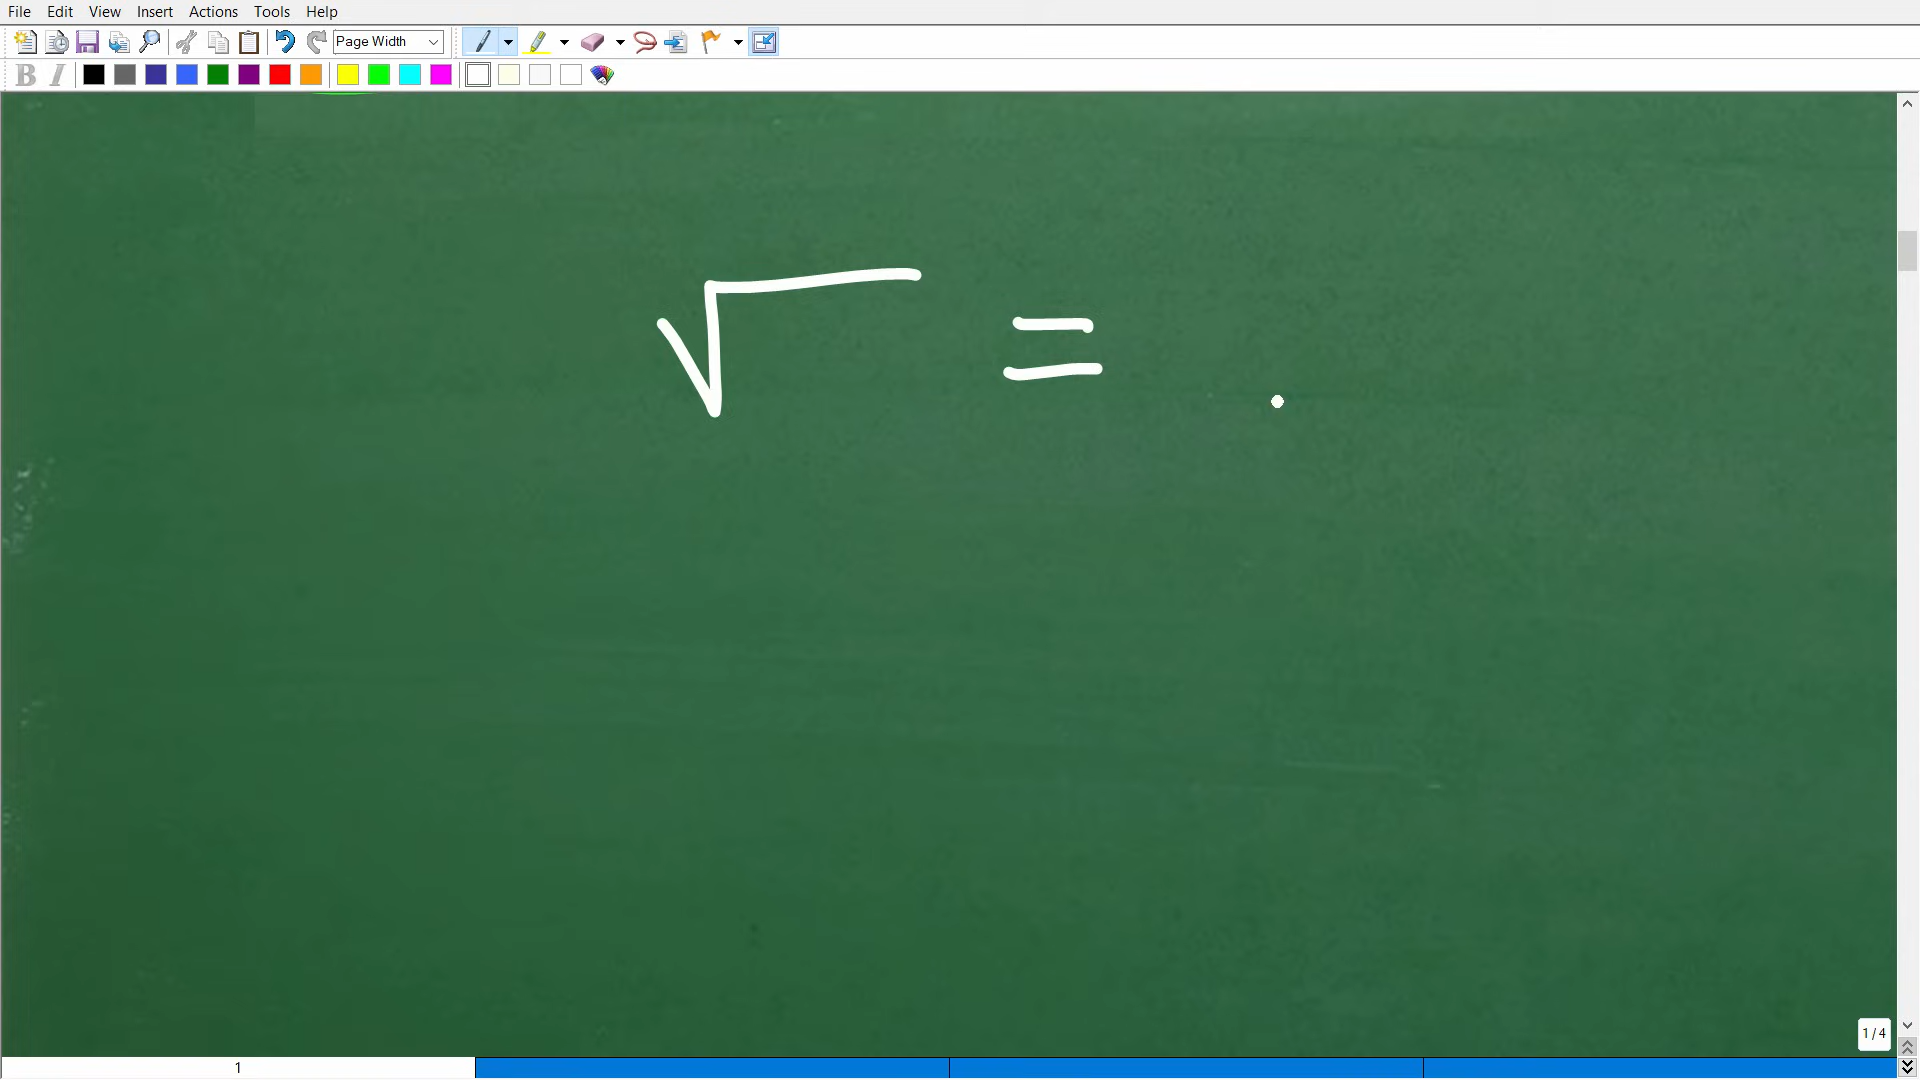 File Edit View Insert Actions Tools Help
Page Width
B I
√ =
1 / 4
1